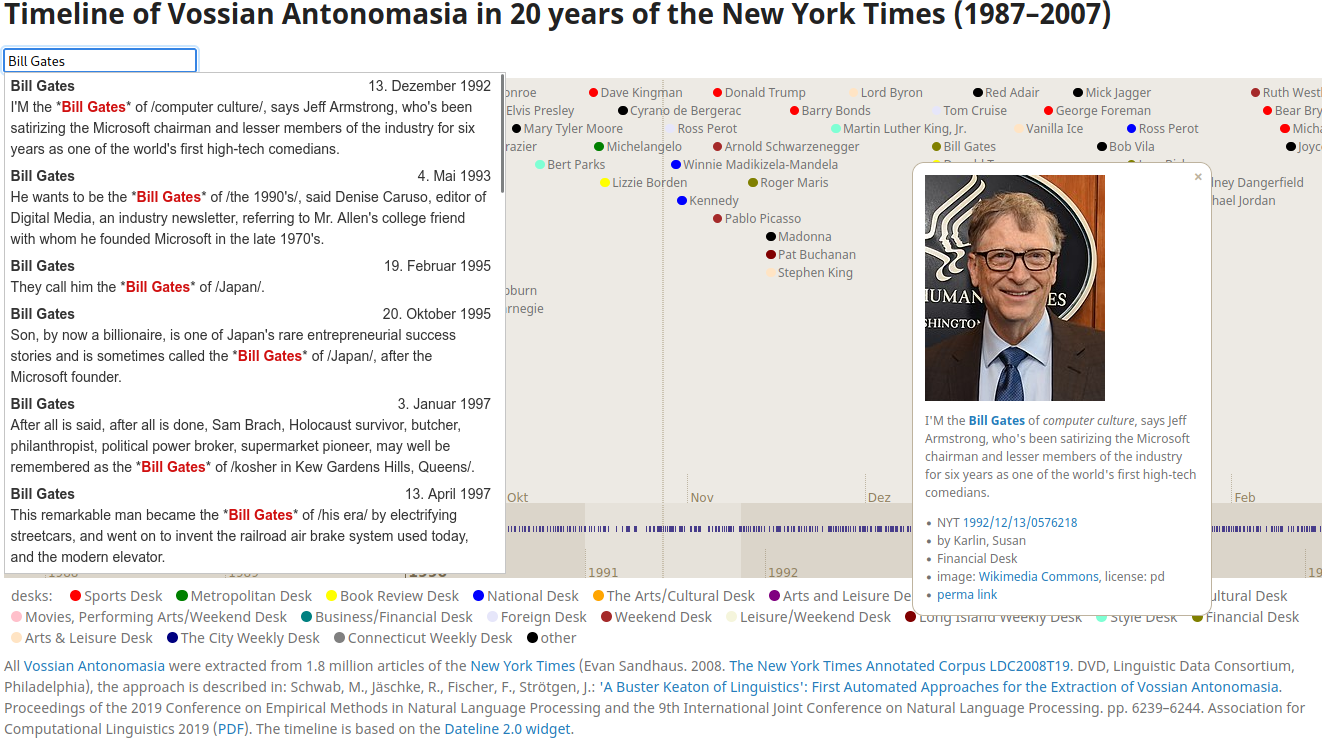 Timeline of Vossian Antonomasia in 20 years of the New York Times (1987–2007)
Bill Gates
Bill Gates 13. Dezember 1992
I'M the *Bill Gates* of /computer culture/, says Jeff Armstrong, who's been
satirizing the Microsoft chairman and lesser members of the industry for six
years as one of the world's first high-tech comedians.
Bill Gates 4. Mai 1993
He wants to be the *Bill Gates* of /the 1990's/, said Denise Caruso, editor of
Digital Media, an industry newsletter, referring to Mr. Allen's college friend
with whom he founded Microsoft in the late 1970's.
Bill Gates 19. Februar 1995
They call him the *Bill Gates* of /Japan/.
Bill Gates 20. Oktober 1995
Son, by now a billionaire, is one of Japan's rare entrepreneurial success
stories and is sometimes called the *Bill Gates* of /Japan/, after the
Microsoft founder.
Bill Gates 3. Januar 1997
After all is said, after all is done, Sam Brach, Holocaust survivor, butcher,
philanthropist, political power broker, supermarket pioneer, may well be
remembered as the *Bill Gates* of /kosher in Kew Gardens Hills, Queens/.
Bill Gates 13. April 1997
This remarkable man became the *Bill Gates* of /his era/ by electrifying
streetcars, and went on to invent the railroad air brake system used today,
and the modern elevator.
onroe Dave Kingman Donald Trump Lord Byron Red Adair Mick Jagger Ruth West
Elvis Presley Cyrano de Bergerac Barry Bonds Tom Cruise George Foreman Bear Bry
Mary Tyler Moore Ross Perot Martin Luther King, Jr. Vanilla Ice Ross Perot Micha
razier Michelangelo Arnold Schwarzenegger Bill Gates Bob Vila Joyc
Bert Parks Winnie Madikizela-Mandela
Lizzie Borden Roger Maris dney Dangerfield
Kennedy hael Jordan
Pablo Picasso
Madonna
Pat Buchanan
Stephen King
oburn
rnegie
×
HUMAN ES
SHINGTON
I'M the Bill Gates of computer culture, says Jeff
Armstrong, who's been satirizing the Microsoft
chairman and lesser members of the industry
for six years as one of the world's first high-tech
comedians.
NYT 1992/12/13/0576218
by Karlin, Susan
Financial Desk
image: Wikimedia Commons, license: pd
perma link
Okt Nov Dez Feb
1988 1989 1990 1991 1992 19
desks: Sports Desk Metropolitan Desk Book Review Desk National Desk The Arts/Cultural Desk Arts and Leisure De ultural Desk
Movies, Performing Arts/Weekend Desk Business/Financial Desk Foreign Desk Weekend Desk Leisure/Weekend Desk Long Island Weekly Desk Style Desk Financial Desk
Arts & Leisure Desk The City Weekly Desk Connecticut Weekly Desk other
All Vossian Antonomasia were extracted from 1.8 million articles of the New York Times (Evan Sandhaus. 2008. The New York Times Annotated Corpus LDC2008T19. DVD, Linguistic Data Consortium,
Philadelphia), the approach is described in: Schwab, M., Jäschke, R., Fischer, F., Strötgen, J.: 'A Buster Keaton of Linguistics': First Automated Approaches for the Extraction of Vossian Antonomasia.
Proceedings of the 2019 Conference on Empirical Methods in Natural Language Processing and the 9th International Joint Conference on Natural Language Processing. pp. 6239–6244. Association for
Computational Linguistics 2019 (PDF). The timeline is based on the Dateline 2.0 widget.